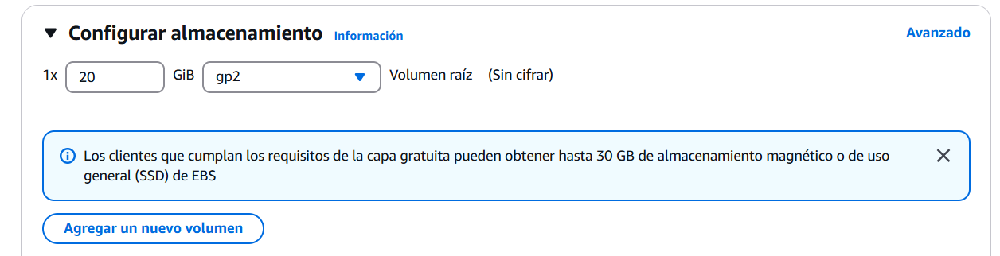 Configurar almacenamiento Información Avanzado
1x 20 GiB gp2 Volumen raíz (Sin cifrar)
Los clientes que cumplan los requisitos de la capa gratuita pueden obtener hasta 30 GB de almacenamiento magnético o de uso
general (SSD) de EBS
Agregar un nuevo volumen